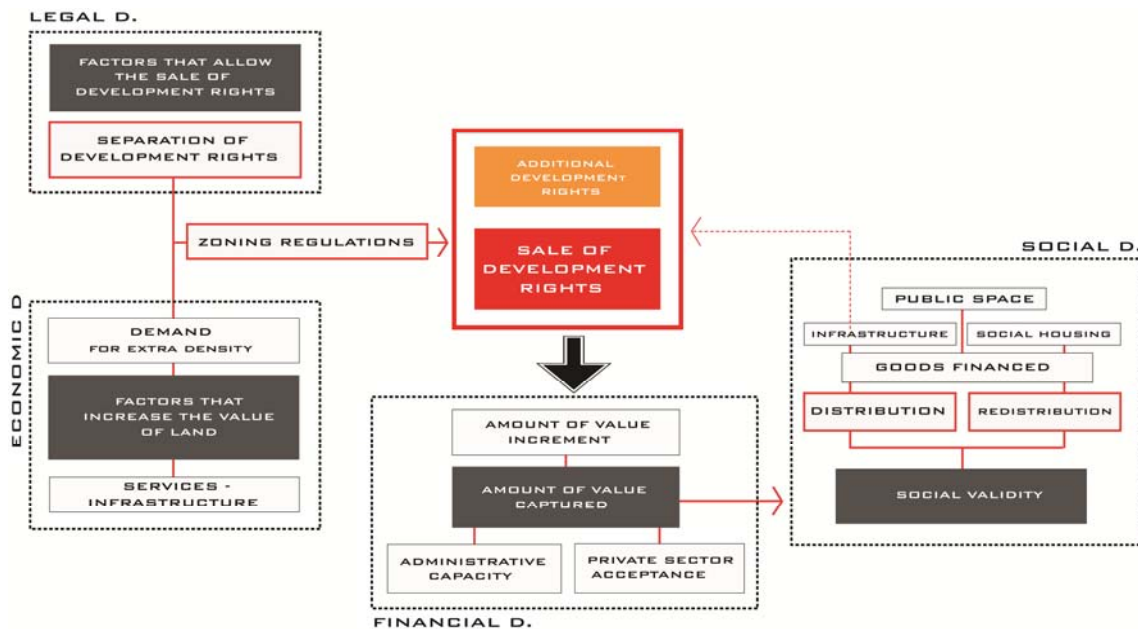 LEGAL D.
FACTORS THAT ALLOW
THE SALE OF
DEVELOPMENT RIGHTS
SEPARATION OF
DEVELOPMENT RIGHTS
ZONING REGULATIONS
ADDITIONAL
DEVELOPMENT
RIGHTS
SALE OF
DEVELOPMENT
RIGHTS
ECONOMIC D
DEMAND
FOR EXTRA DENSITY
FACTORS THAT
INCREASE THE VALUE
OF LAND
SERVICES -
INFRASTRUCTURE
AMOUNT OF VALUE
INCREMENT
AMOUNT OF VALUE
CAPTURED
ADMINISTRATIVE
CAPACITY
PRIVATE SECTOR
ACCEPTANCE
FINANCIAL D.
SOCIAL D.
PUBLIC SPACE
INFRASTRUCTURE
SOCIAL HOUSING
GOODS FINANCED
DISTRIBUTION
REDISTRIBUTION
SOCIAL VALIDITY